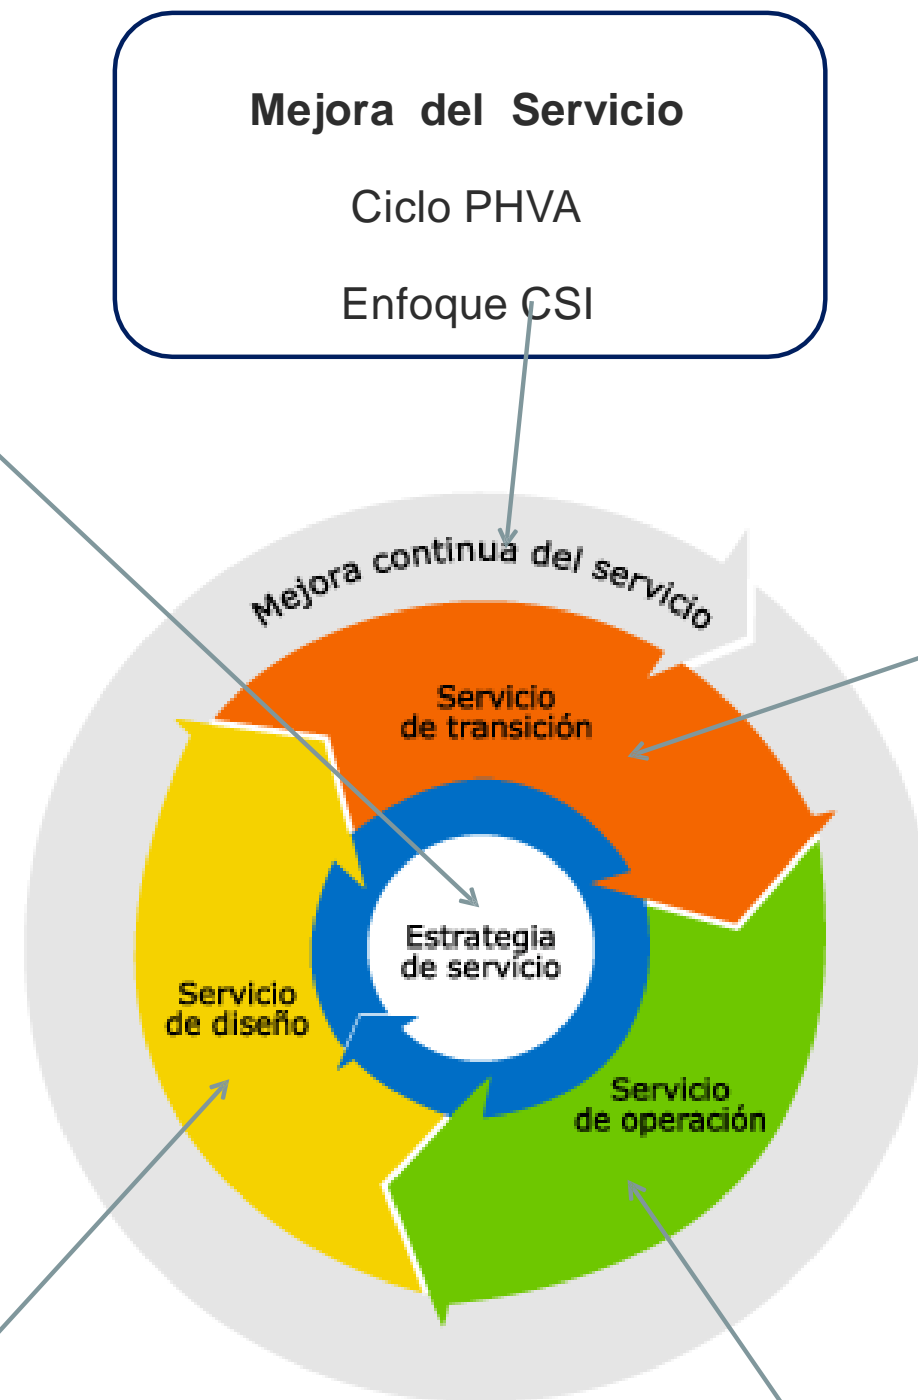 Mejora del Servicio
Ciclo PHVA
Enfoque CSI
Mejora continua del servicio
Servicio
de transición
Estrategia
de servicio
Servicio
de diseño
Servicio
de operación